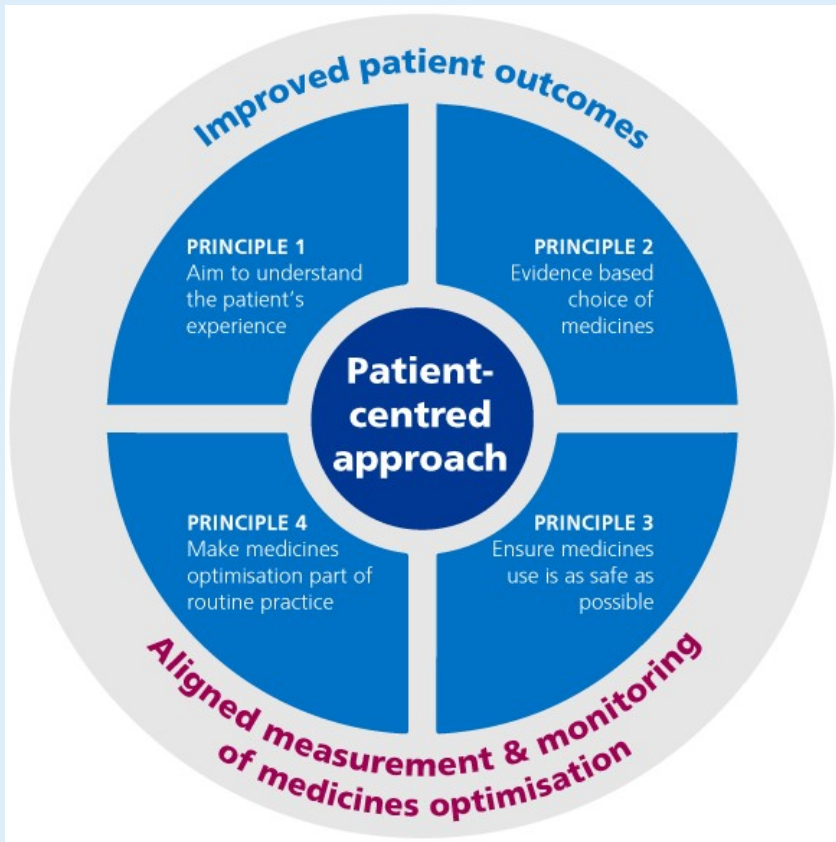 Improved patient outcomes
PRINCIPLE 1
Aim to understand
the patient's
experience
PRINCIPLE 2
Evidence based
choice of
medicines
Patient-
centred
approach
PRINCIPLE 4
Make medicines
optimisation part of
routine practice
PRINCIPLE 3
Ensure medicines
use is as safe as
possible
Aligned measurement & monitoring
of medicines optimisation